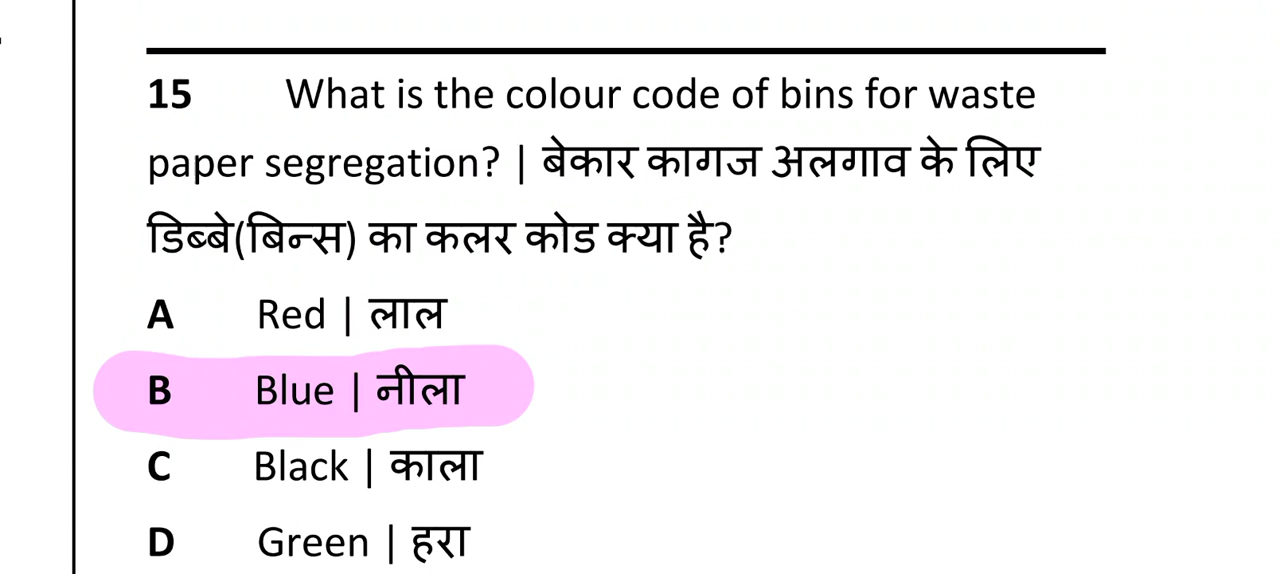 15 What is the colour code of bins for waste
paper segregation? | बेकार कागज अलगाव के लिए
डिब्बे(बिन्स) का कलर कोड क्या है?
A Red | लाल
B Blue | नीला
C Black | काला
D Green | हरा